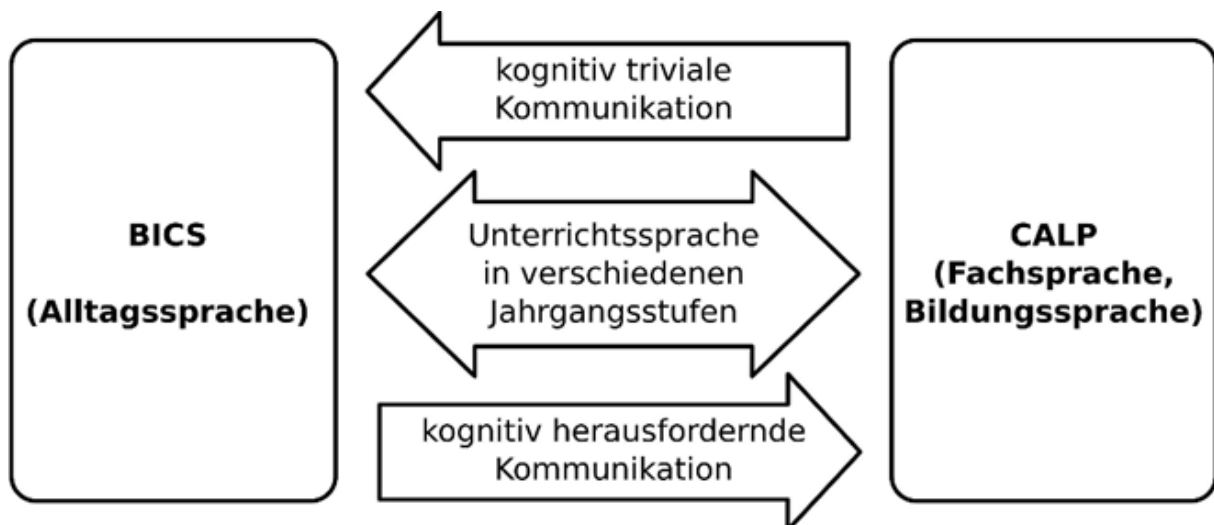 BICS
(Alltagssprache)
kognitiv triviale
Kommunikation
Unterrichtssprache
in verschiedenen
Jahrgangsstufen
kognitiv herausfordernde
Kommunikation
CALP
(Fachsprache,
Bildungssprache)